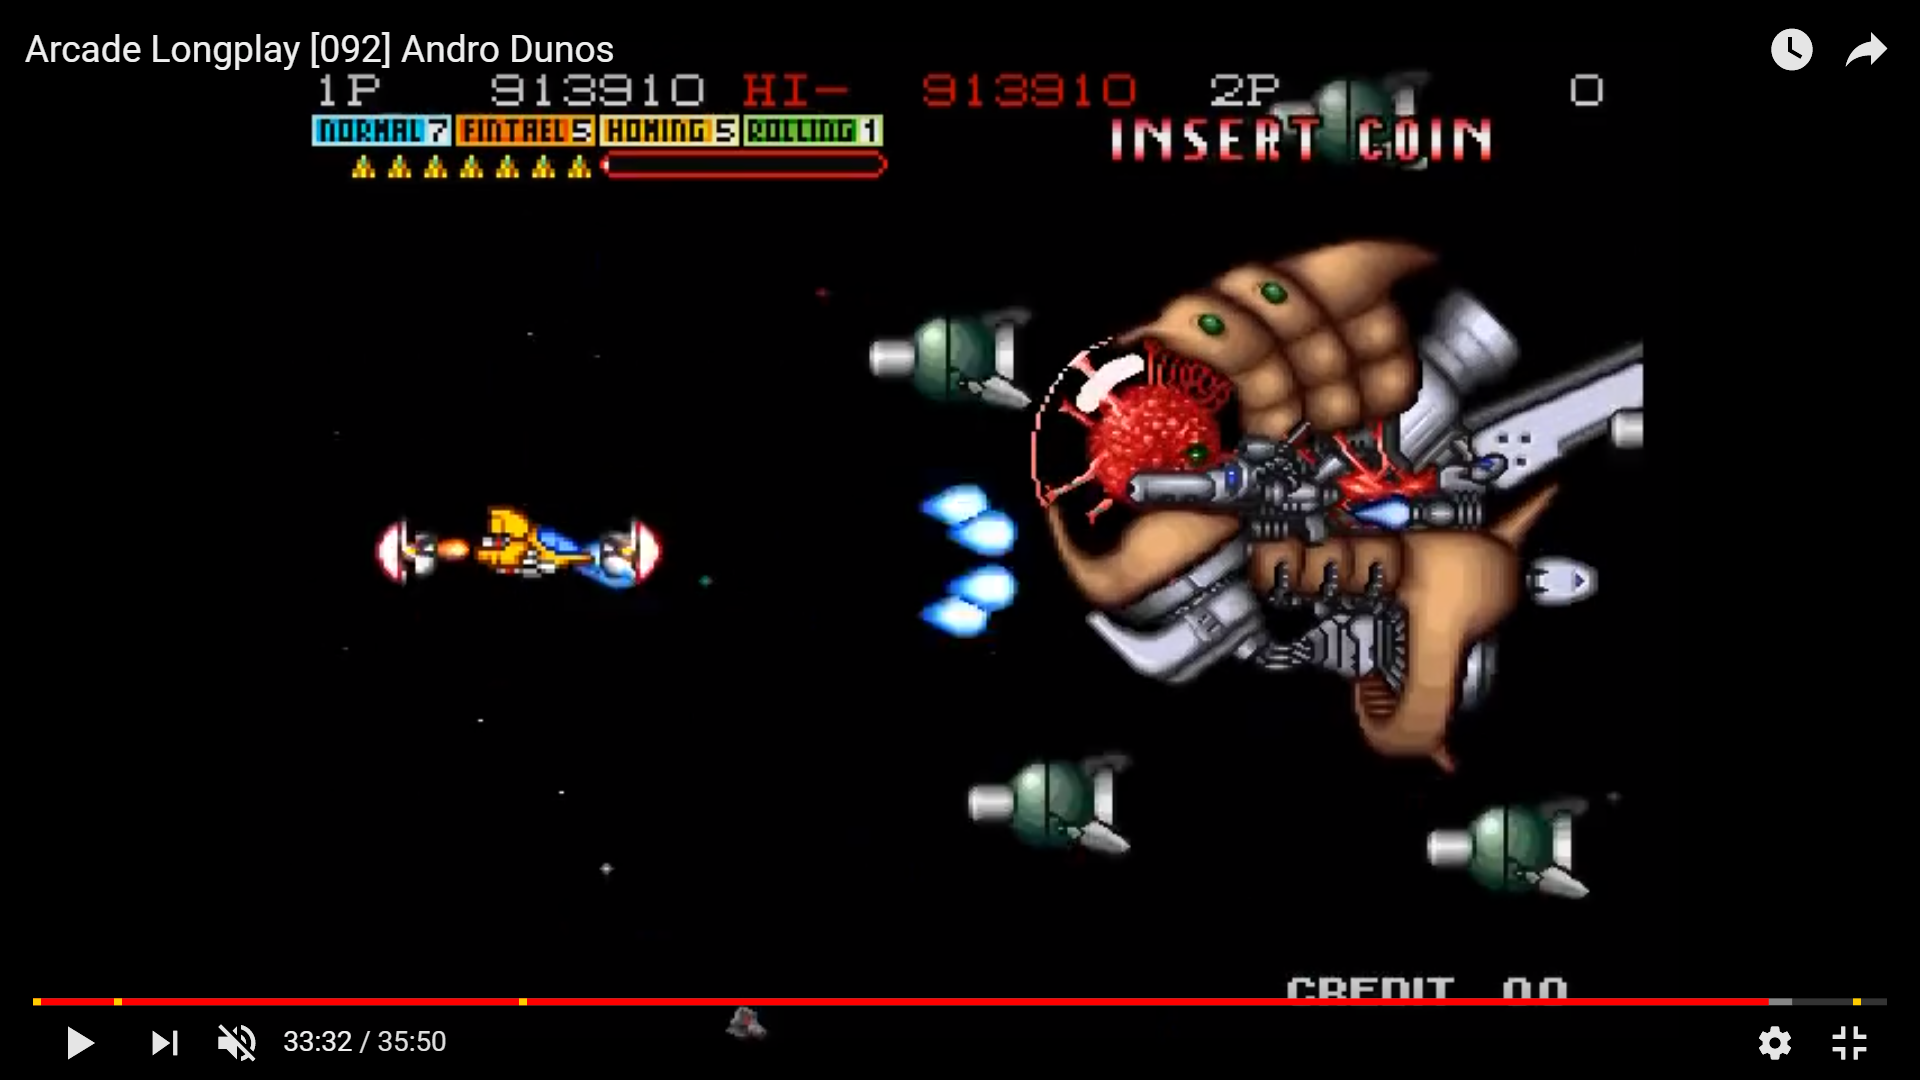 Arcade Longplay [092] Andro Dunos
1P 913910 HI- 913910 2P 0
NORMAL 7 FINTAEL 5 HOMING 5 ROLLING 1 INSERT COIN
CREDIT 00
33:32 / 35:50